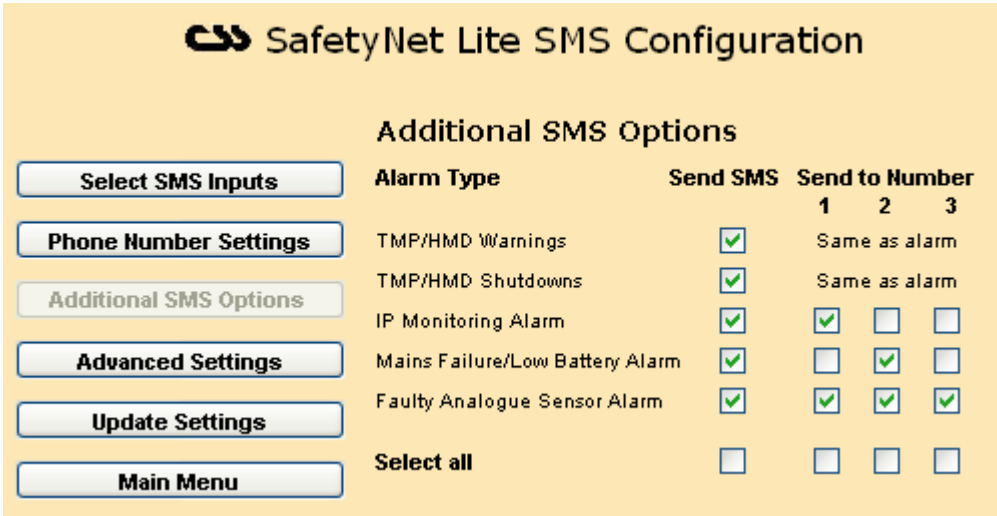 CSS SafetyNet Lite SMS Configuration
Additional SMS Options
Select SMS Inputs
Phone Number Settings
Additional SMS Options
Advanced Settings
Update Settings
Main Menu
Alarm Type Send SMS Send to Number
1 2 3
TMP/HMD Warnings Same as alarm
TMP/HMD Shutdowns Same as alarm
IP Monitoring Alarm
Mains Failure/Low Battery Alarm
Faulty Analogue Sensor Alarm
Select all